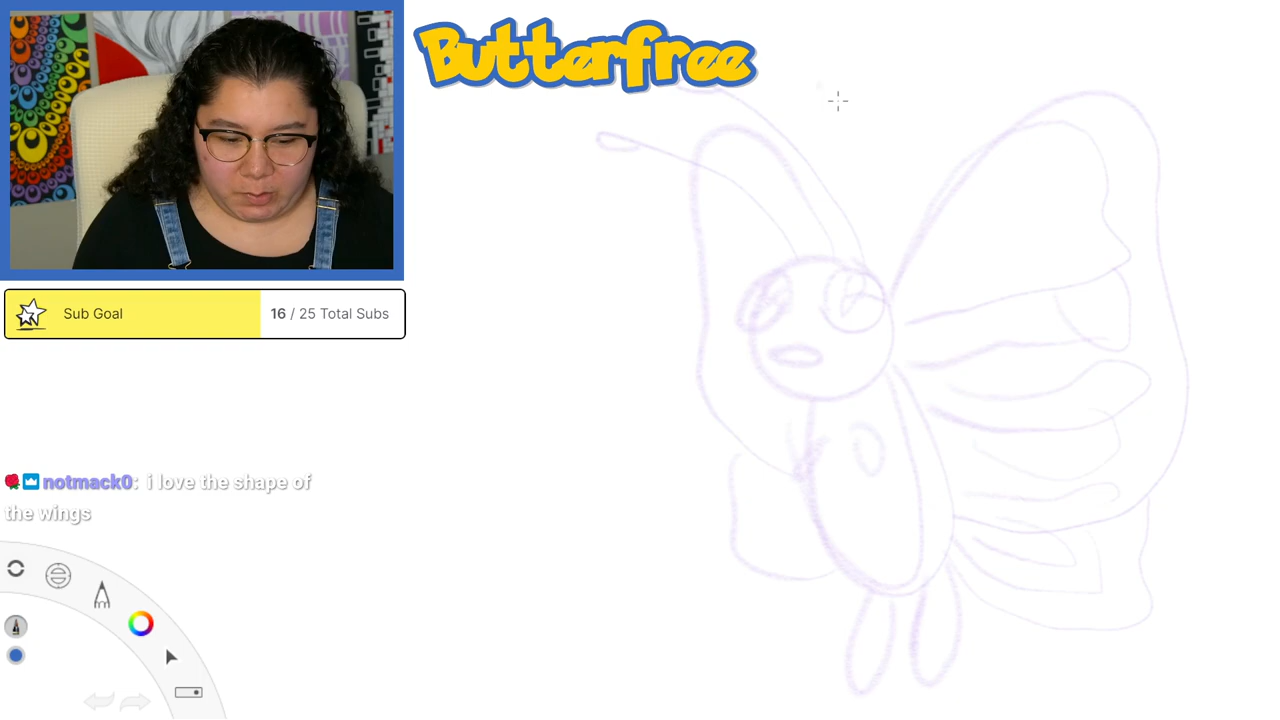 Butterfree
Sub Goal
16 / 25 Total Subs
notmack0: i love the shape of
the wings